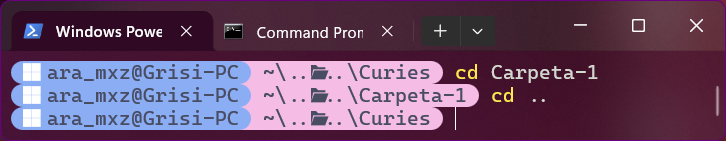 Windows Powe
Command Pron
ara_mxz@Grisi-PC ~\..  ..\Curies cd Carpeta-1
ara_mxz@Grisi-PC ~\..  ..\Carpeta-1 cd ..
ara_mxz@Grisi-PC ~\..  ..\Curies